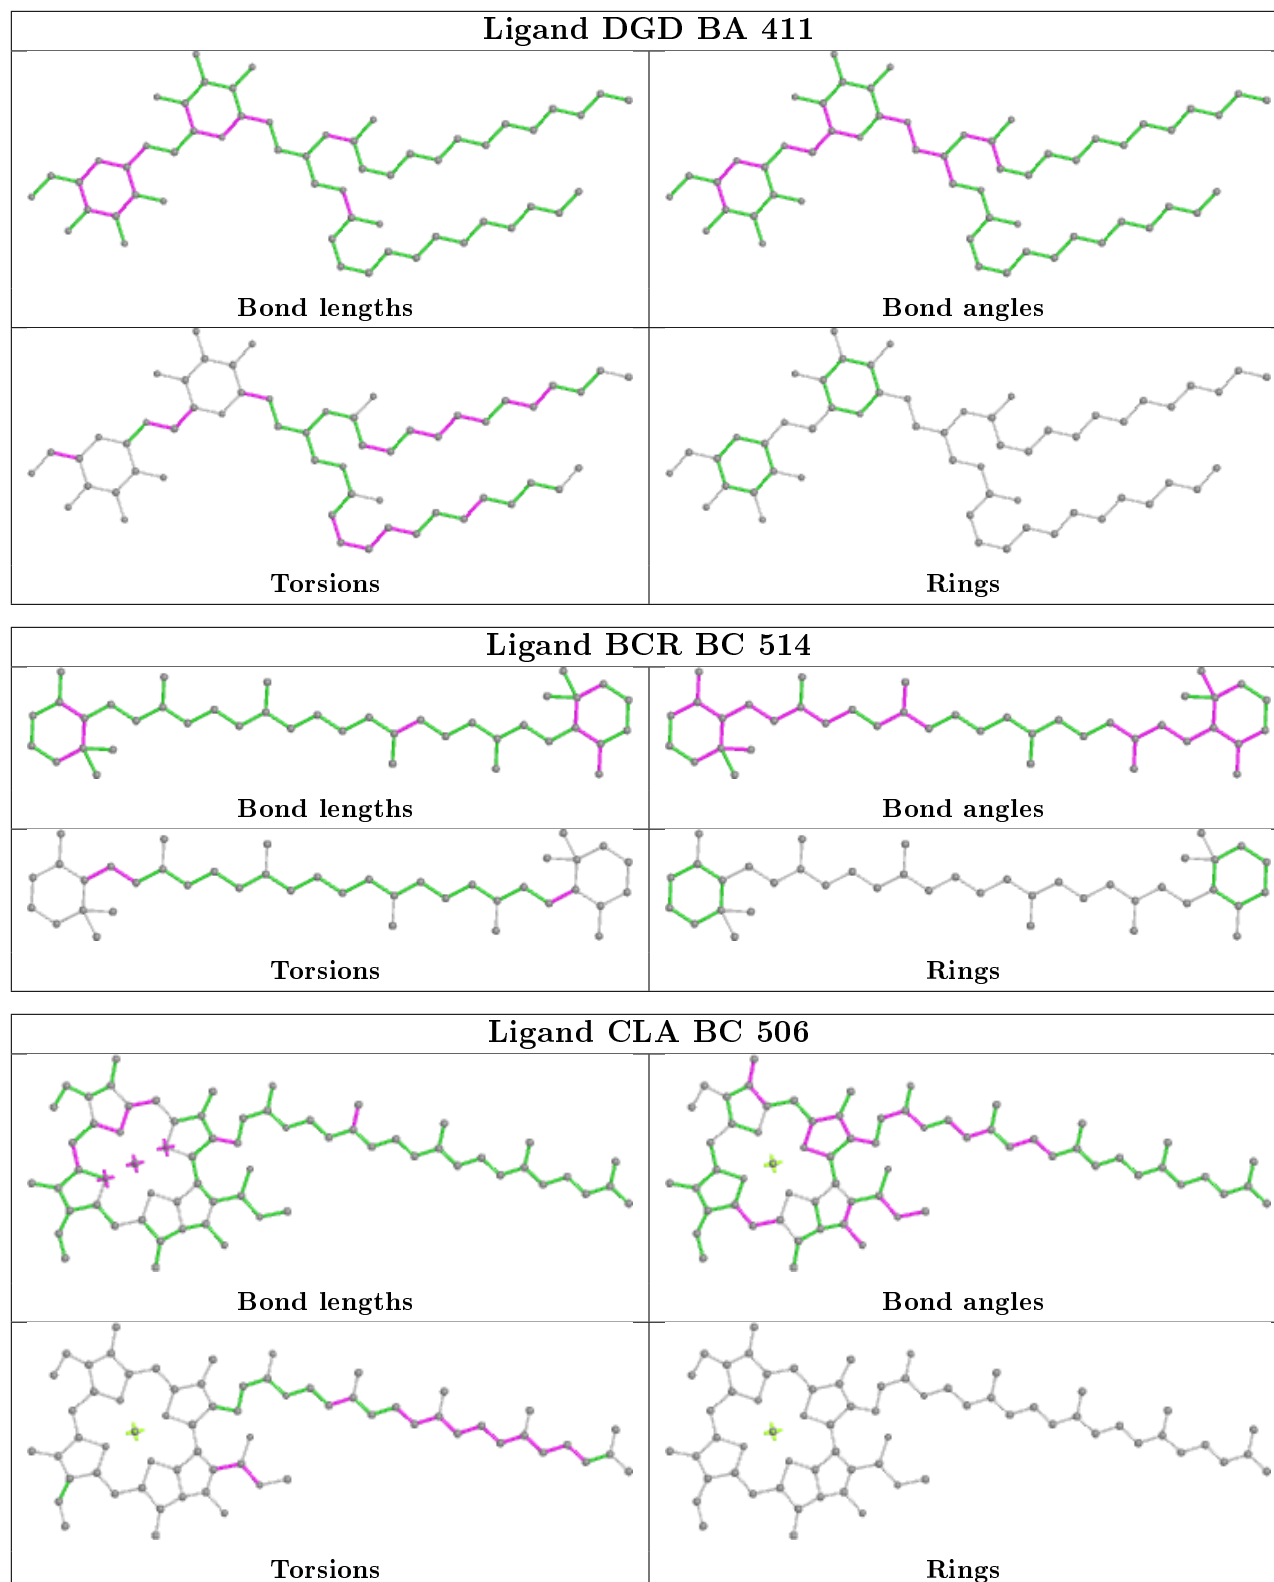 Ligand DGD BA 411
Bond lengths
Bond angles
Torsions
Rings
Ligand BCR BC 514
Bond lengths
Bond angles
Torsions
Rings
Ligand CLA BC 506
Bond lengths
Bond angles
Torsions
Rings